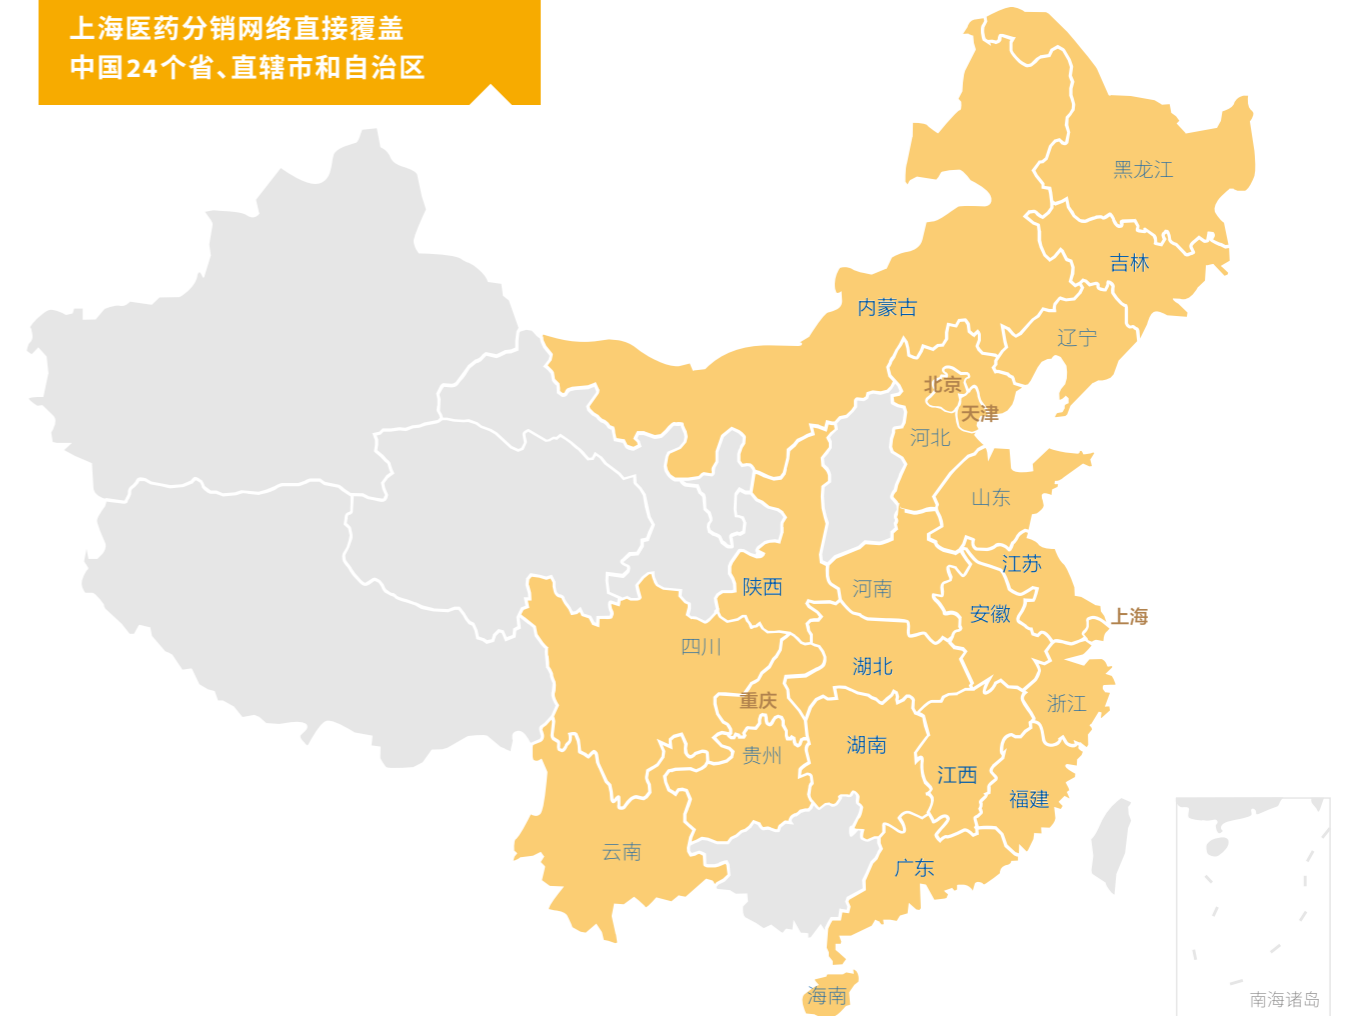 上海医药分销网络直接覆盖
中国24个省、直辖市和自治区
黑龙江
吉林
内蒙古
辽宁
北京
天津
河北
山东
江苏
陕西
河南
安徽
上海
四川
湖北
重庆
浙江
湖南
贵州
江西
福建
云南
广东
海南
南海诸岛